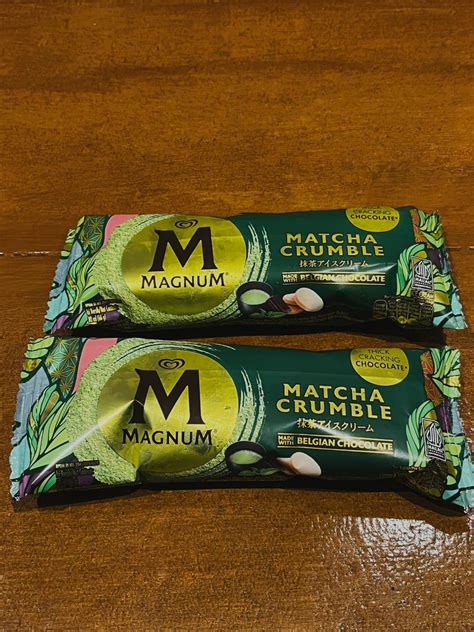 CRACKING
CHOCOLATE*
M
MAGNUM
MATCHA
CRUMBLE
抹茶アイスクリーム
MADE WITH BELGIAN CHOCOLATE
THICK
CRACKING
CHOCOLATE*
M
MAGNUM
MATCHA
CRUMBLE
抹茶アイスクリーム
MADE WITH BELGIAN CHOCOLATE